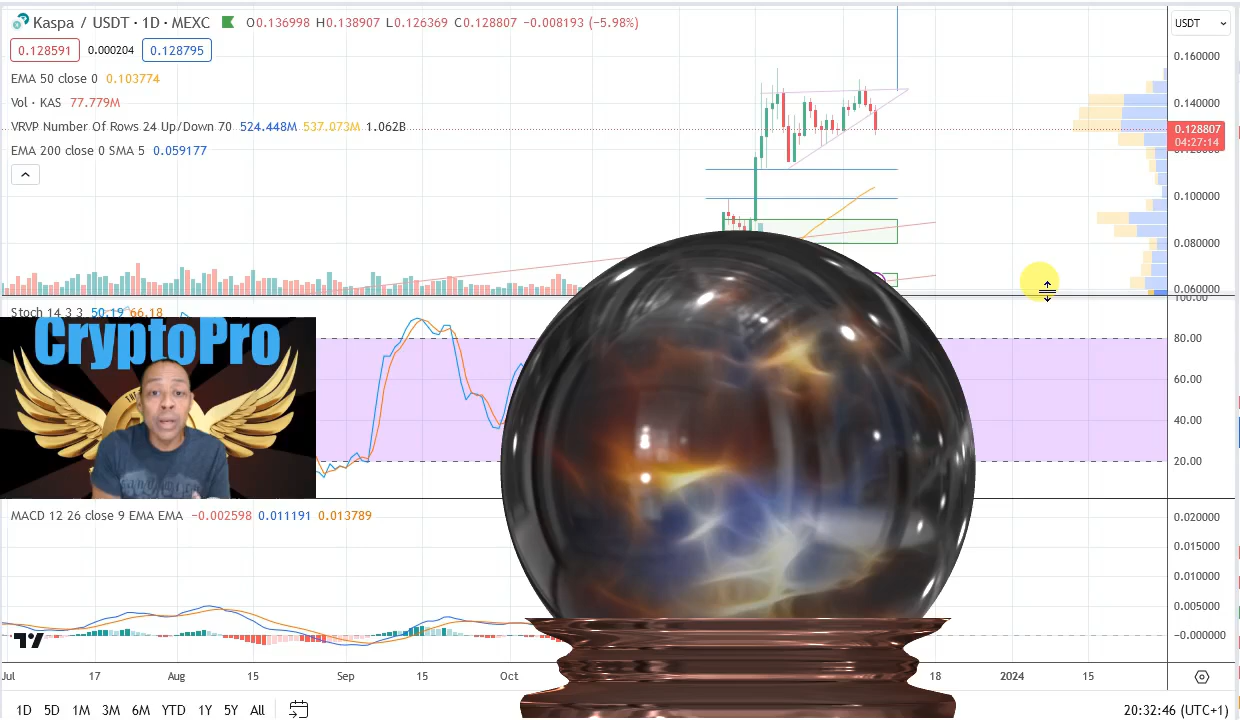 Kaspa / USDT · 1D · MEXC O0.136998 H0.138907 L0.126369 C0.128807 −0.008193 (−5.98%)
USDT
0.128591 0.000204 0.128795
EMA 50 close 0 0.103774
Vol · KAS 77.779M
VRVP Number Of Rows 24 Up/Down 70 524.448M 537.073M 1.062B
EMA 200 close 0 SMA 5 0.059177
0.160000
0.140000
0.128807
04:27:14
0.120000
0.100000
0.080000
0.060000
Stoch 14 3 3 50.19 66.18
100.00
80.00
60.00
40.00
20.00
CryptoPro
MACD 12 26 close 9 EMA EMA −0.002598 0.011191 0.013789
0.020000
0.015000
0.010000
0.005000
−0.000000
Jul 17 Aug 15 Sep 15 Oct 18 2024 15
1D 5D 1M 3M 6M YTD 1Y 5Y All 20:32:46 (UTC+1)